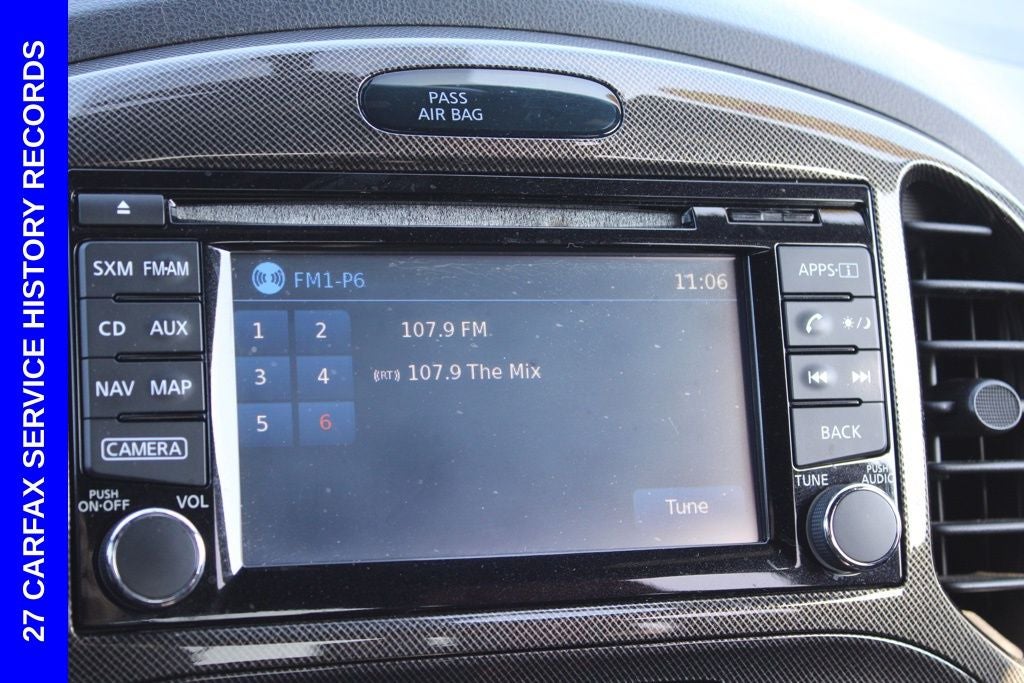 27 CARFAX SERVICE HISTORY RECORDS
PASS
AIR BAG
SXM FM·AM
CD AUX
NAV MAP
CAMERA
PUSH
ON·OFF
VOL
FM1-P6
11:06
1 2
107.9 FM
3 4
(RT) 107.9 The Mix
5 6
Tune
APPS·i
BACK
TUNE
PUSH
AUDIO